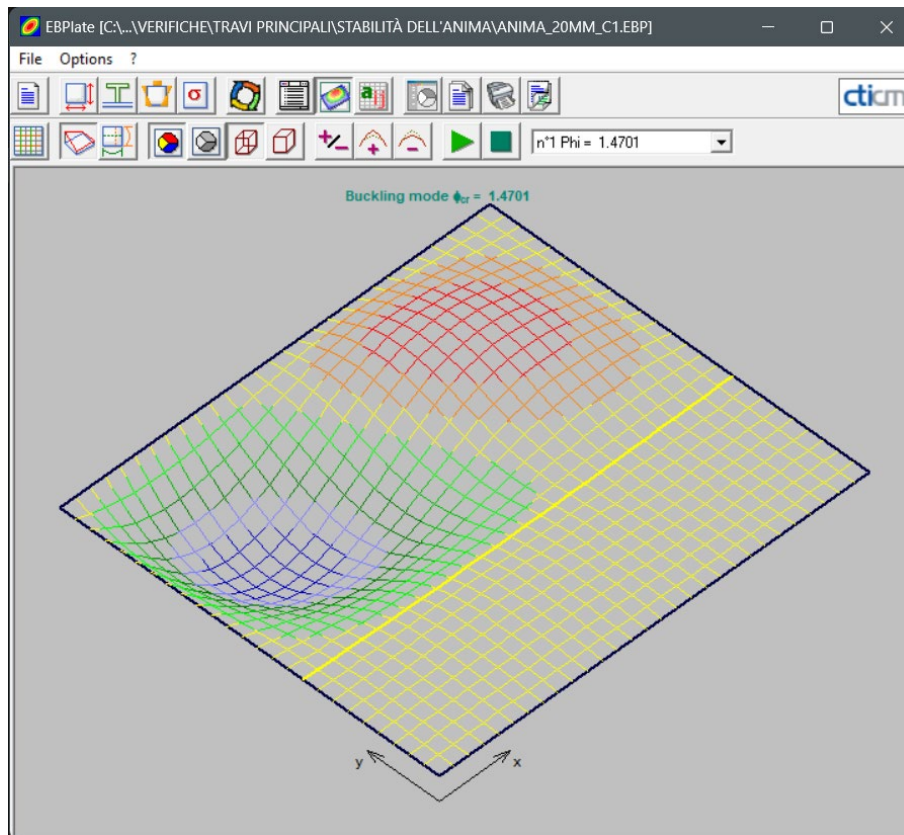 EBPlate [C:\...\VERIFICHE\TRAVI PRINCIPALI\STABILITÀ DELL'ANIMA\ANIMA_20MM_C1.EBP]
File Options ?
σ aij cticm
+/- + - n°1 Phi = 1.4701
Buckling mode ϕcr = 1.4701
y x